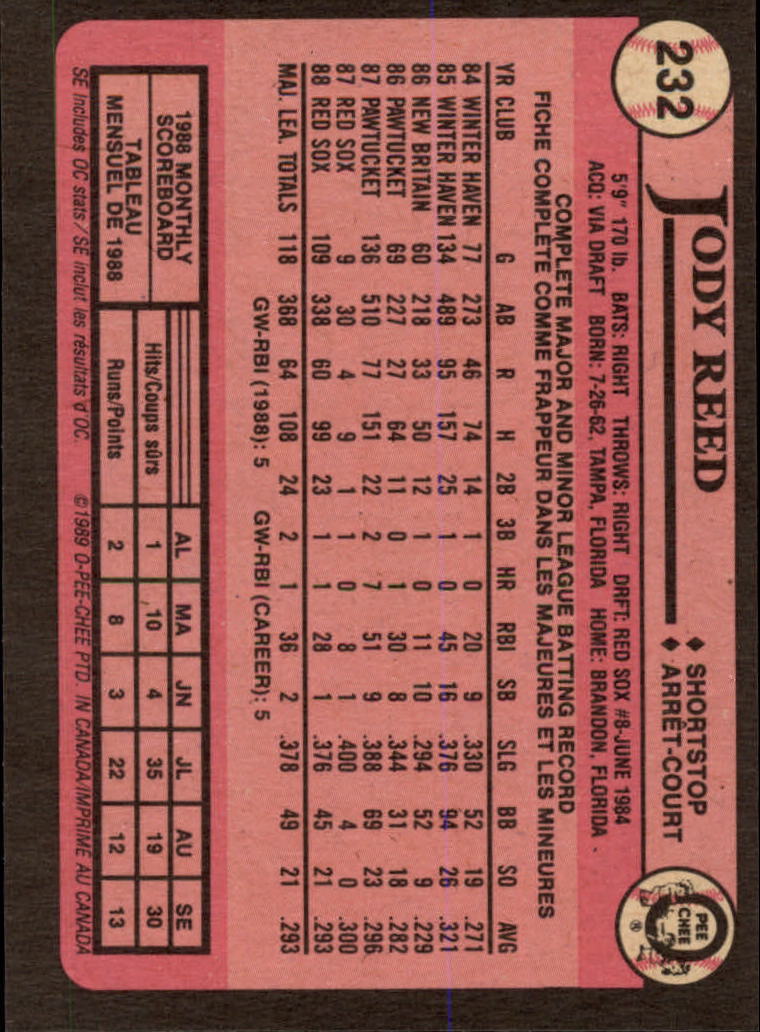 232
JODY REED
♦ SHORTSTOP
♦ ARRÊT-COURT
O PEE CHEE ®
5'9" 170 lb. BATS: RIGHT THROWS: RIGHT DRFT: RED SOX #8-JUNE 1984
ACQ: VIA DRAFT BORN: 7-26-62, TAMPA, FLORIDA HOME: BRANDON, FLORIDA
COMPLETE MAJOR AND MINOR LEAGUE BATTING RECORD
FICHE COMPLETE COMME FRAPPEUR DANS LES MAJEURES ET LES MINEURES
YR CLUB G AB R H 2B 3B HR RBI SB SLG BB SO AVG
84 WINTER HAVEN 77 273 46 74 14 1 0 20 9 .330 52 19 .271
85 WINTER HAVEN 134 489 95 157 25 1 0 45 16 .376 94 26 .321
86 NEW BRITAIN 60 218 33 50 12 1 0 11 10 .294 52 9 .229
86 PAWTUCKET 69 227 27 64 11 0 1 30 8 .344 31 18 .282
87 PAWTUCKET 136 510 77 151 22 2 7 51 9 .388 69 23 .296
87 RED SOX 9 30 4 9 1 1 0 8 1 .400 4 0 .300
88 RED SOX 109 338 60 99 23 1 1 28 1 .376 45 21 .293
MAJ. LEA. TOTALS 118 368 64 108 24 2 1 36 2 .378 49 21 .293
GW-RBI (1988): 5 GW-RBI (CAREER): 5
1988 MONTHLY SCOREBOARD
TABLEAU MENSUEL DE 1988
AL MA JN JL AU SE
Hits/Coups sûrs 1 10 4 35 19 30
Runs/Points 2 8 3 22 12 13
SE Includes OC stats/SE inclut les résultats d'OC. ©1989 O-PEE-CHEE PTD. IN CANADA/IMPRIMÉ AU CANADA